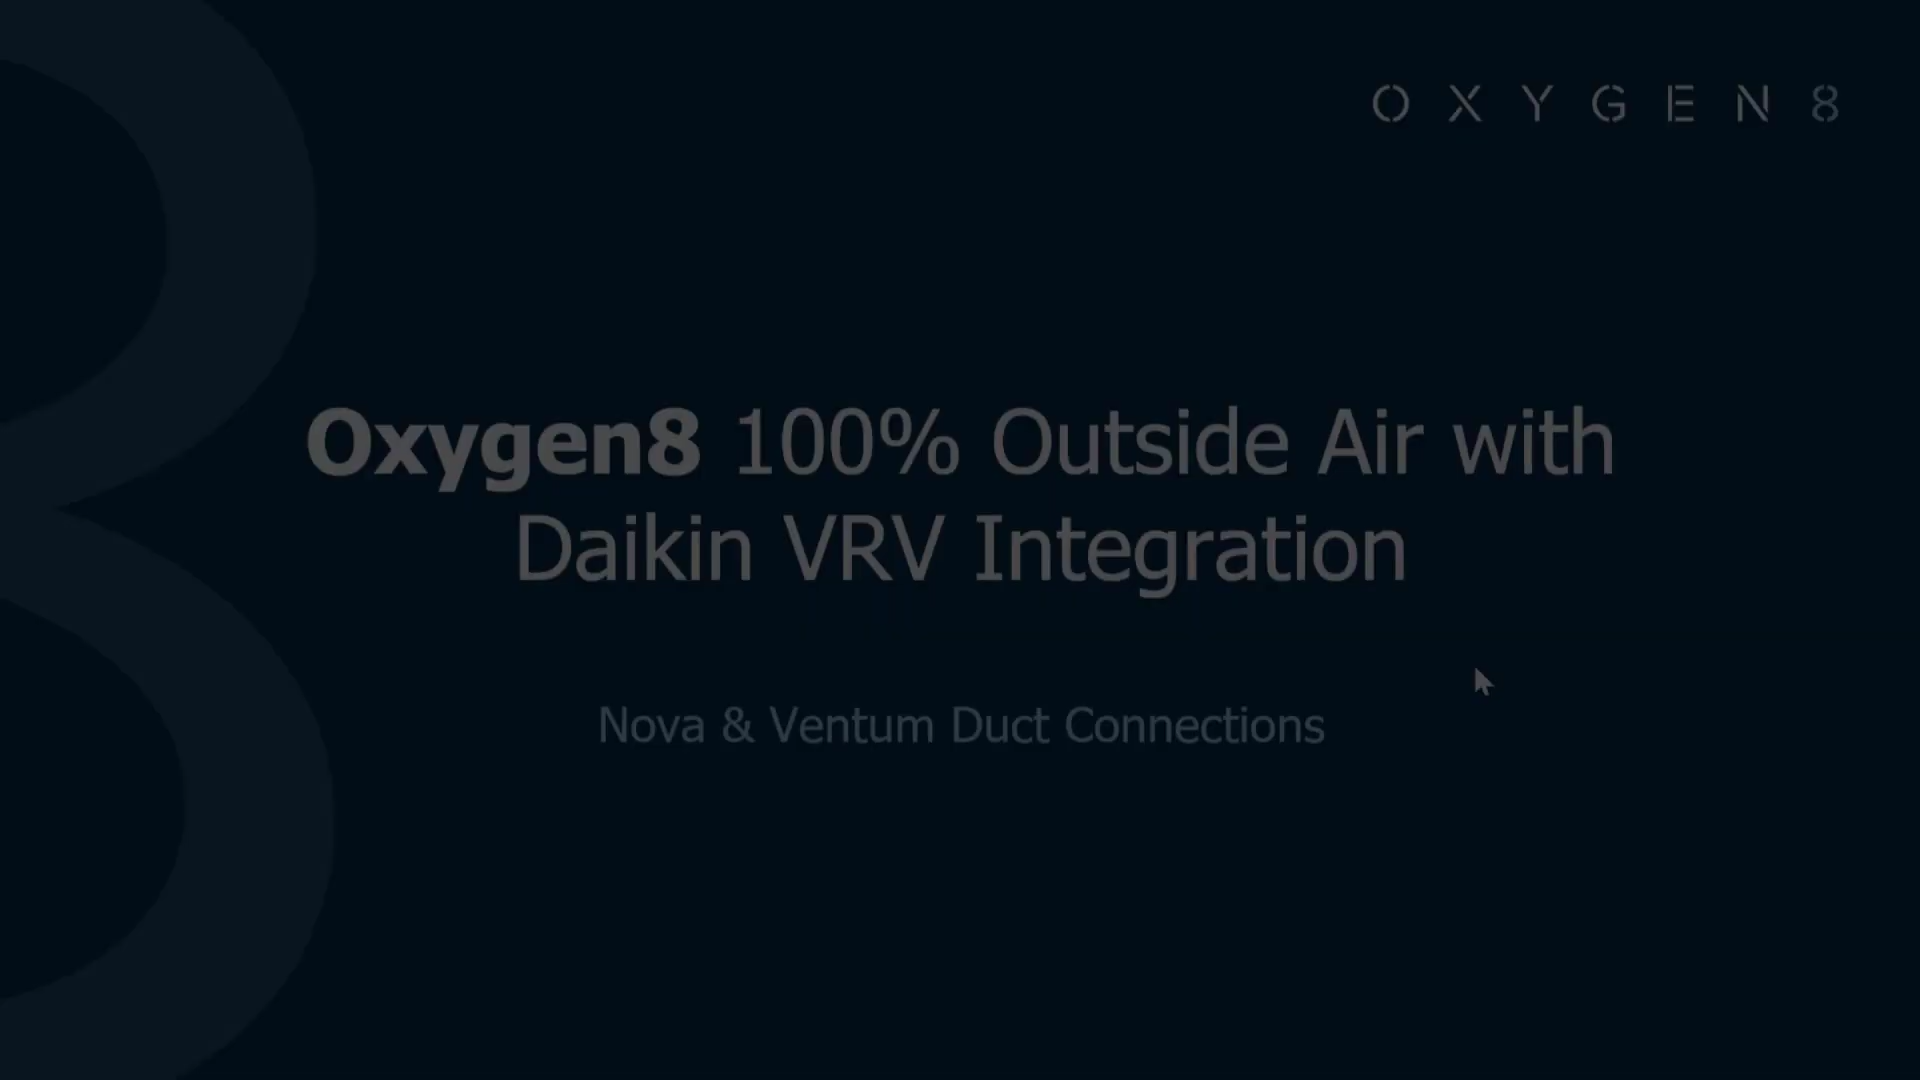 OXYGEN8
Oxygen8 100% Outside Air with
Daikin VRV Integration
Nova & Ventum Duct Connections